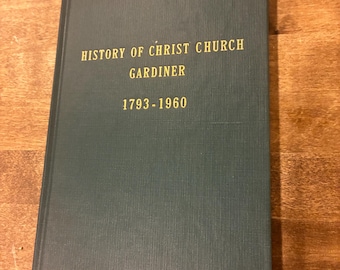 HISTORY OF CHRIST CHURCH
GARDINER
1793-1960